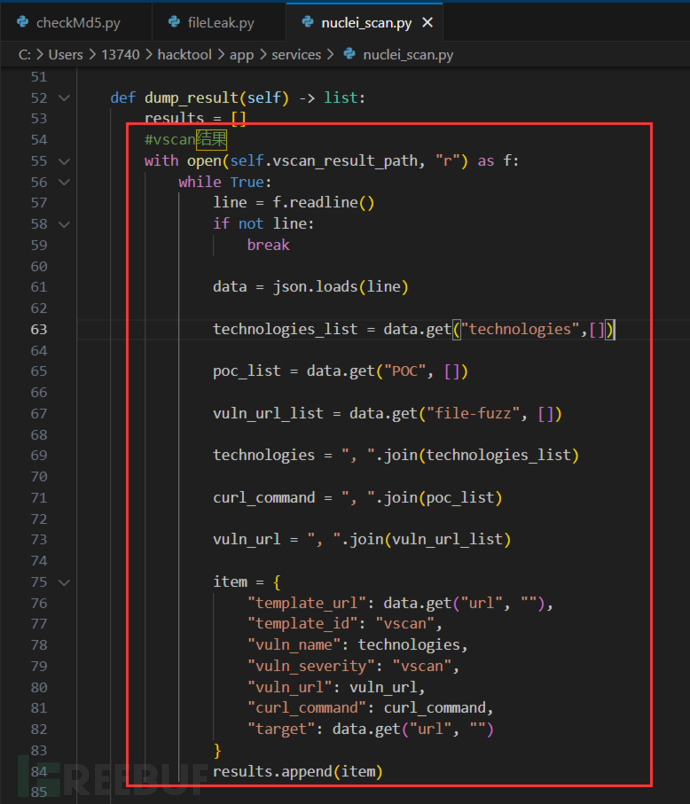 checkMd5.py fileLeak.py nuclei_scan.py
C: > Users > 13740 > hacktool > app > services > nuclei_scan.py
51
52 def dump_result(self) -> list:
53 results = []
54 #vscan结果
55 with open(self.vscan_result_path, "r") as f:
56 while True:
57 line = f.readline()
58 if not line:
59 break
60
61 data = json.loads(line)
62
63 technologies_list = data.get("technologies",[])
64
65 poc_list = data.get("POC", [])
66
67 vuln_url_list = data.get("file-fuzz", [])
68
69 technologies = ", ".join(technologies_list)
70
71 curl_command = ", ".join(poc_list)
72
73 vuln_url = ", ".join(vuln_url_list)
74
75 item = {
76 "template_url": data.get("url", ""),
77 "template_id": "vscan",
78 "vuln_name": technologies,
79 "vuln_severity": "vscan",
80 "vuln_url": vuln_url,
81 "curl_command": curl_command,
82 "target": data.get("url", "")
83 }
84 results.append(item)
85
FREEBUF